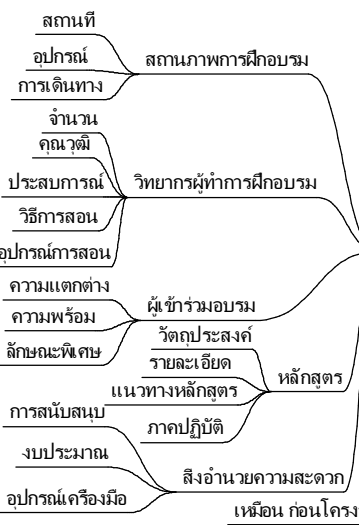 สถานที่
อุปกรณ์
การเดินทาง
สถานภาพการฝึกอบรม
จำนวน
คุณวุฒิ
ประสบการณ์
วิธีการสอน
อุปกรณ์การสอน
วิทยากรผู้ทำการฝึกอบรม
ความแตกต่าง
ความพร้อม
ลักษณะพิเศษ
ผู้เข้าร่วมอบรม
วัตถุประสงค์
รายละเอียด
แนวทางหลักสูตร
ภาคปฏิบัติ
หลักสูตร
การสนับสนุน
งบประมาณ
อุปกรณ์เครื่องมือ
สิ่งอำนวยความสะดวก
เหมือน ก่อนโครง